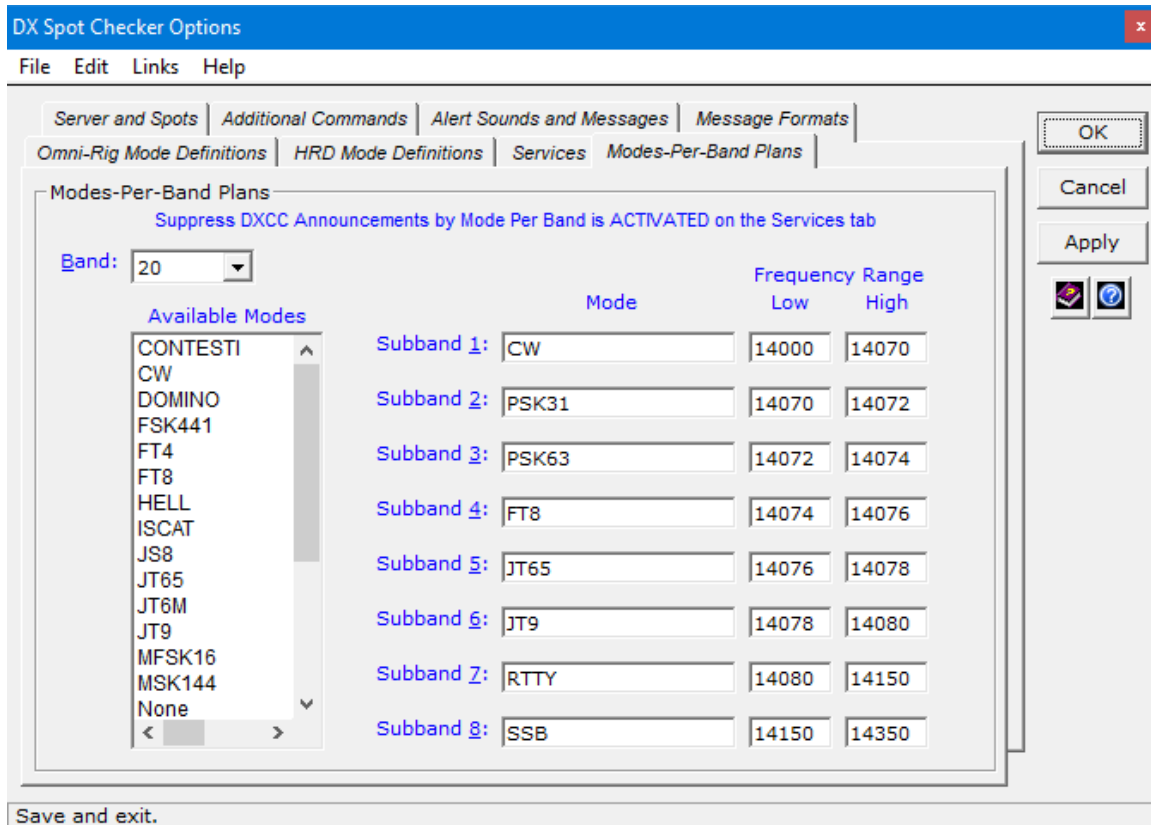 DX Spot Checker Options
x
File Edit Links Help
Server and Spots Additional Commands Alert Sounds and Messages Message Formats
Omni-Rig Mode Definitions HRD Mode Definitions Services Modes-Per-Band Plans
OK
Cancel
Apply
Modes-Per-Band Plans
Suppress DXCC Announcements by Mode Per Band is ACTIVATED on the Services tab
Band: 20
Available Modes
CONTESTI
CW
DOMINO
FSK441
FT4
FT8
HELL
ISCAT
JS8
JT65
JT6M
JT9
MFSK16
MSK144
None
Frequency Range
Mode Low High
Subband 1: CW 14000 14070
Subband 2: PSK31 14070 14072
Subband 3: PSK63 14072 14074
Subband 4: FT8 14074 14076
Subband 5: JT65 14076 14078
Subband 6: JT9 14078 14080
Subband 7: RTTY 14080 14150
Subband 8: SSB 14150 14350
Save and exit.